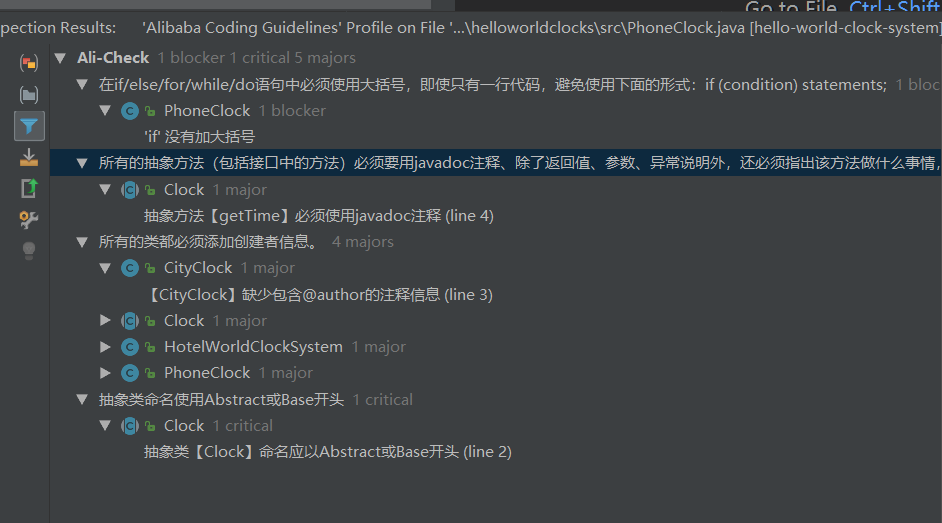 Go to File Ctrl+Shift
pection Results: 'Alibaba Coding Guidelines' Profile on File '...\helloworldclocks\src\PhoneClock.java [hello-world-clock-system]
Ali-Check 1 blocker 1 critical 5 majors
在if/else/for/while/do语句中必须使用大括号，即使只有一行代码，避免使用下面的形式：if (condition) statements; 1 bloc
PhoneClock 1 blocker
'if' 没有加大括号
所有的抽象方法（包括接口中的方法）必须要用javadoc注释、除了返回值、参数、异常说明外，还必须指出该方法做什么事情，
Clock 1 major
抽象方法【getTime】必须使用javadoc注释 (line 4)
所有的类都必须添加创建者信息。 4 majors
CityClock 1 major
【CityClock】缺少包含@author的注释信息 (line 3)
Clock 1 major
HotelWorldClockSystem 1 major
PhoneClock 1 major
抽象类命名使用Abstract或Base开头 1 critical
Clock 1 critical
抽象类【Clock】命名应以Abstract或Base开头 (line 2)